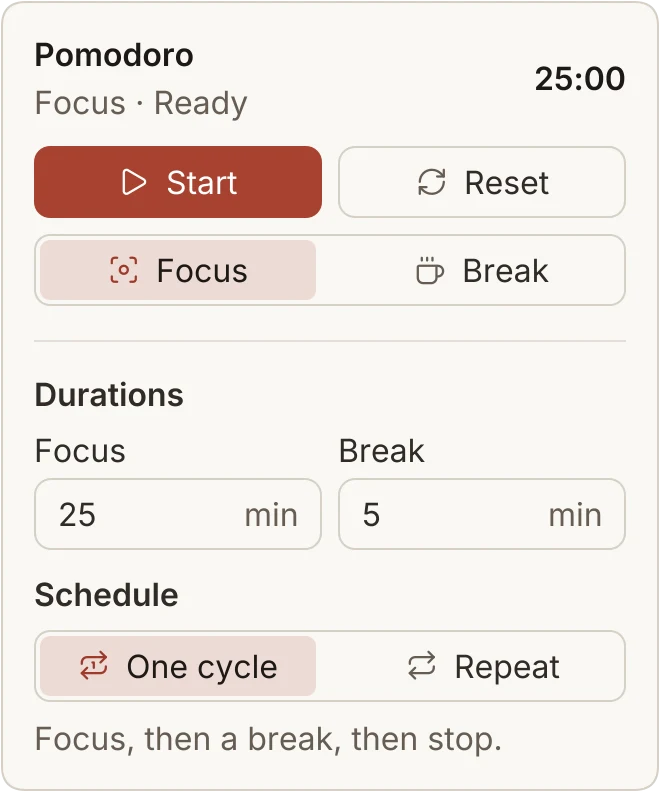 Pomodoro
25:00
Focus · Ready
Start
Reset
Focus
Break
Durations
Focus
Break
25 min
5 min
Schedule
One cycle
Repeat
Focus, then a break, then stop.